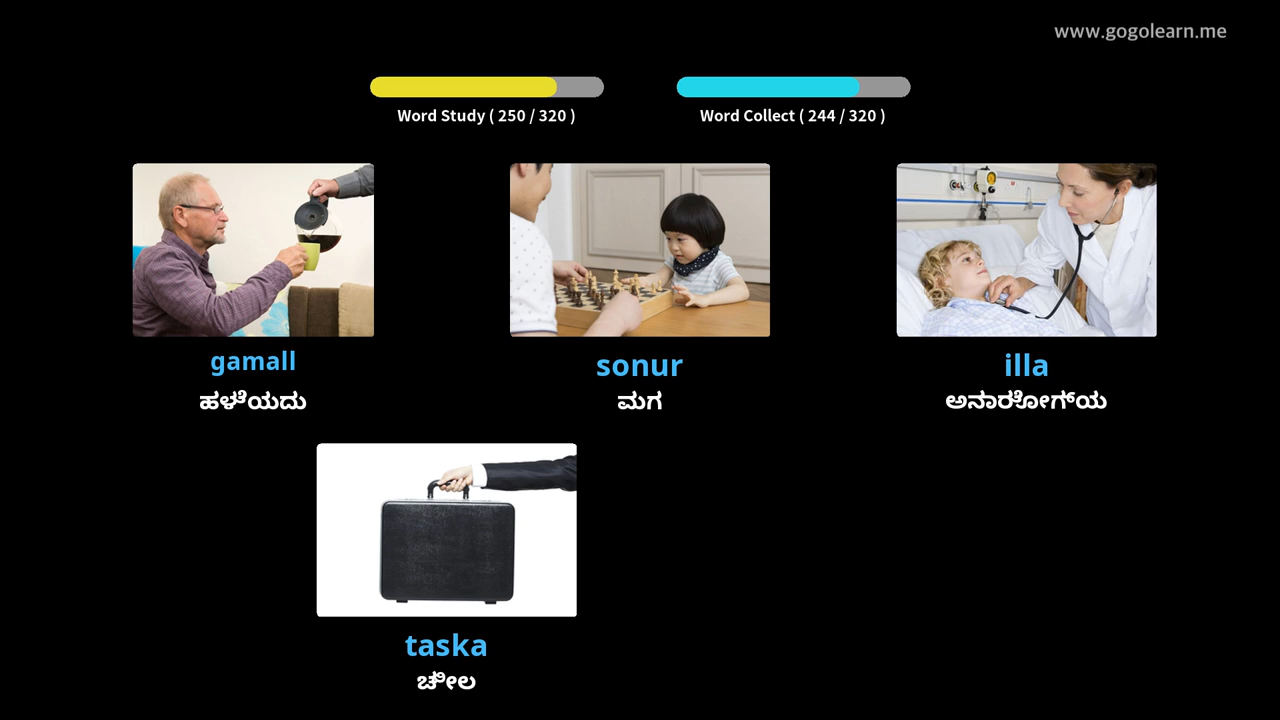 www.gogolearn.me
Word Study ( 250 / 320 )
Word Collect ( 244 / 320 )
gamall
ಹಳೆಯದು
sonur
ಮಗ
illa
ಅನಾರೋಗ್ಯ
taska
ಚೀಲ